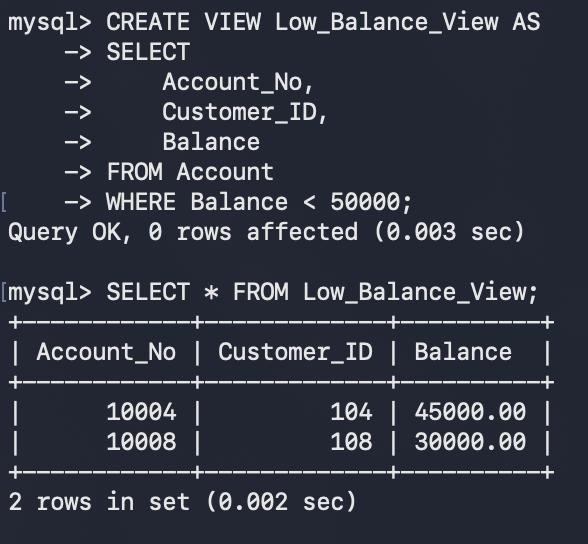 mysql> CREATE VIEW Low_Balance_View AS
    -> SELECT
    ->     Account_No,
    ->     Customer_ID,
    ->     Balance
    -> FROM Account
[    -> WHERE Balance < 50000;
Query OK, 0 rows affected (0.003 sec)

[mysql> SELECT * FROM Low_Balance_View;
+------------+-------------+----------+
| Account_No | Customer_ID | Balance  |
+------------+-------------+----------+
|      10004 |         104 | 45000.00 |
|      10008 |         108 | 30000.00 |
+------------+-------------+----------+
2 rows in set (0.002 sec)